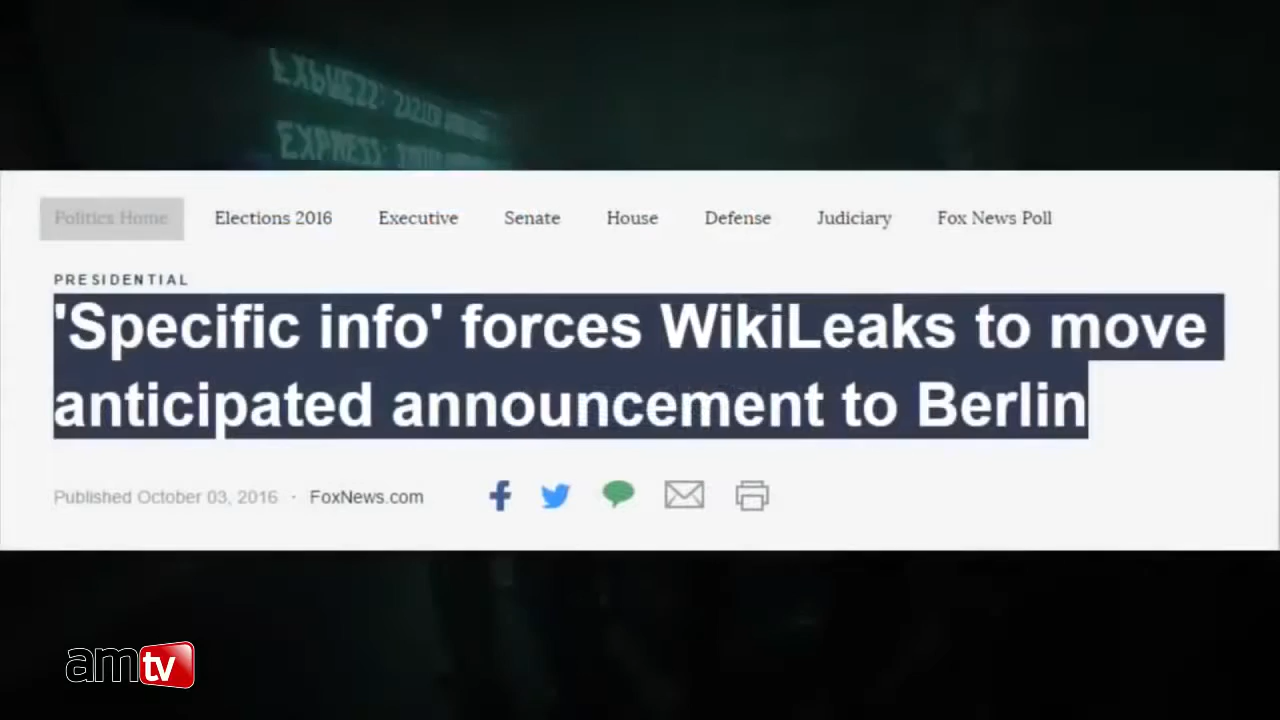 EXPRESS:
Politics Home Elections 2016 Executive Senate House Defense Judiciary Fox News Poll
PRESIDENTIAL
'Specific info' forces WikiLeaks to move
anticipated announcement to Berlin
Published October 03, 2016 · FoxNews.com
amtv